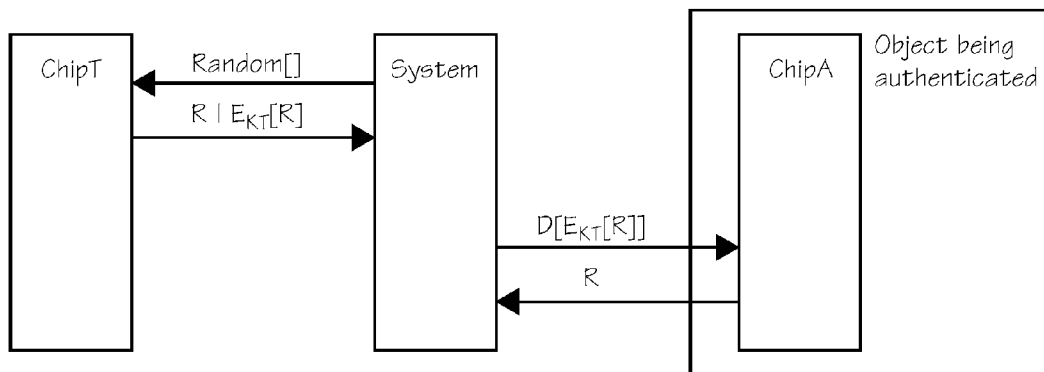 ChipT
Random[]
R | E_KT[R]
System
D[E_KT[R]]
R
ChipA
Object being
authenticated